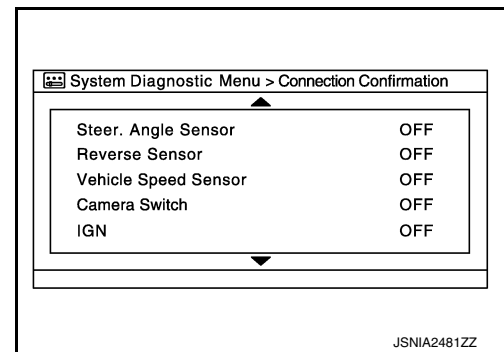 System Diagnostic Menu > Connection Confirmation
Steer. Angle Sensor OFF
Reverse Sensor OFF
Vehicle Speed Sensor OFF
Camera Switch OFF
IGN OFF
JSNIA2481ZZ